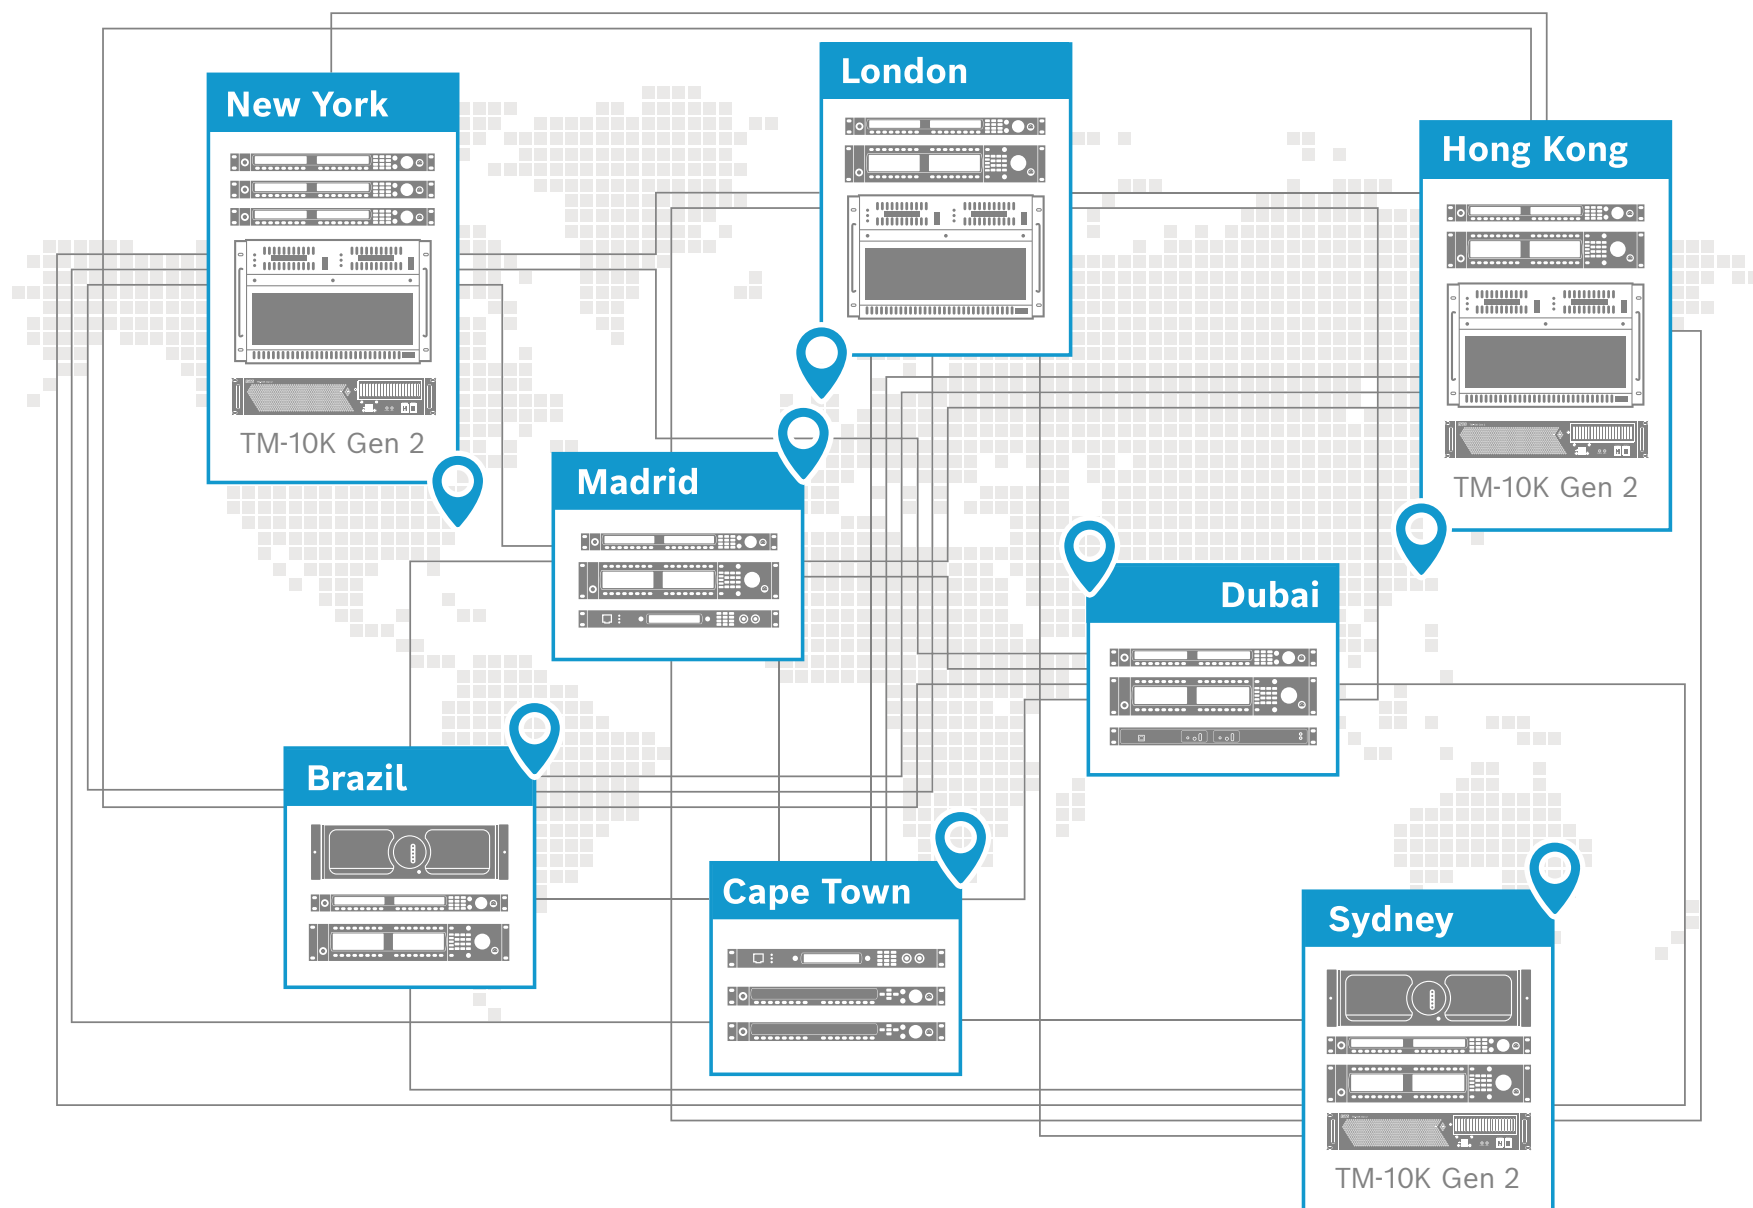 New York
TM-10K Gen 2
London
Hong Kong
TM-10K Gen 2
Madrid
Dubai
Brazil
Cape Town
Sydney
TM-10K Gen 2